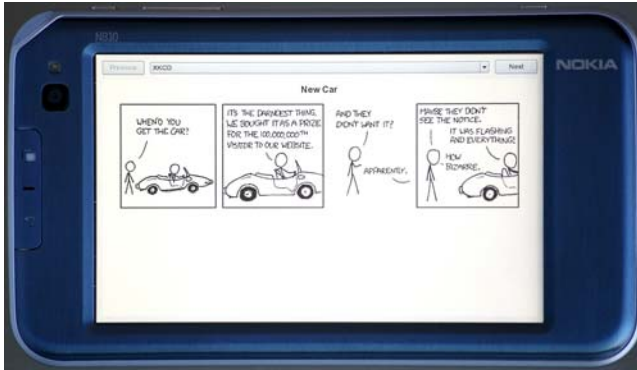 N810
NOKIA
Previous
XKCD
Next
New Car
WHEN'D YOU
GET THE CAR?
IT'S THE DARNDEST THING.
WE BOUGHT IT AS A PRIZE
FOR THE 100,000,000TH
VISITOR TO OUR WEBSITE.
AND THEY
DIDN'T WANT IT?
APPARENTLY.
MAYBE THEY DIDN'T
SEE THE NOTICE.
IT WAS FLASHING
AND EVERYTHING!
HOW
BIZARRE.